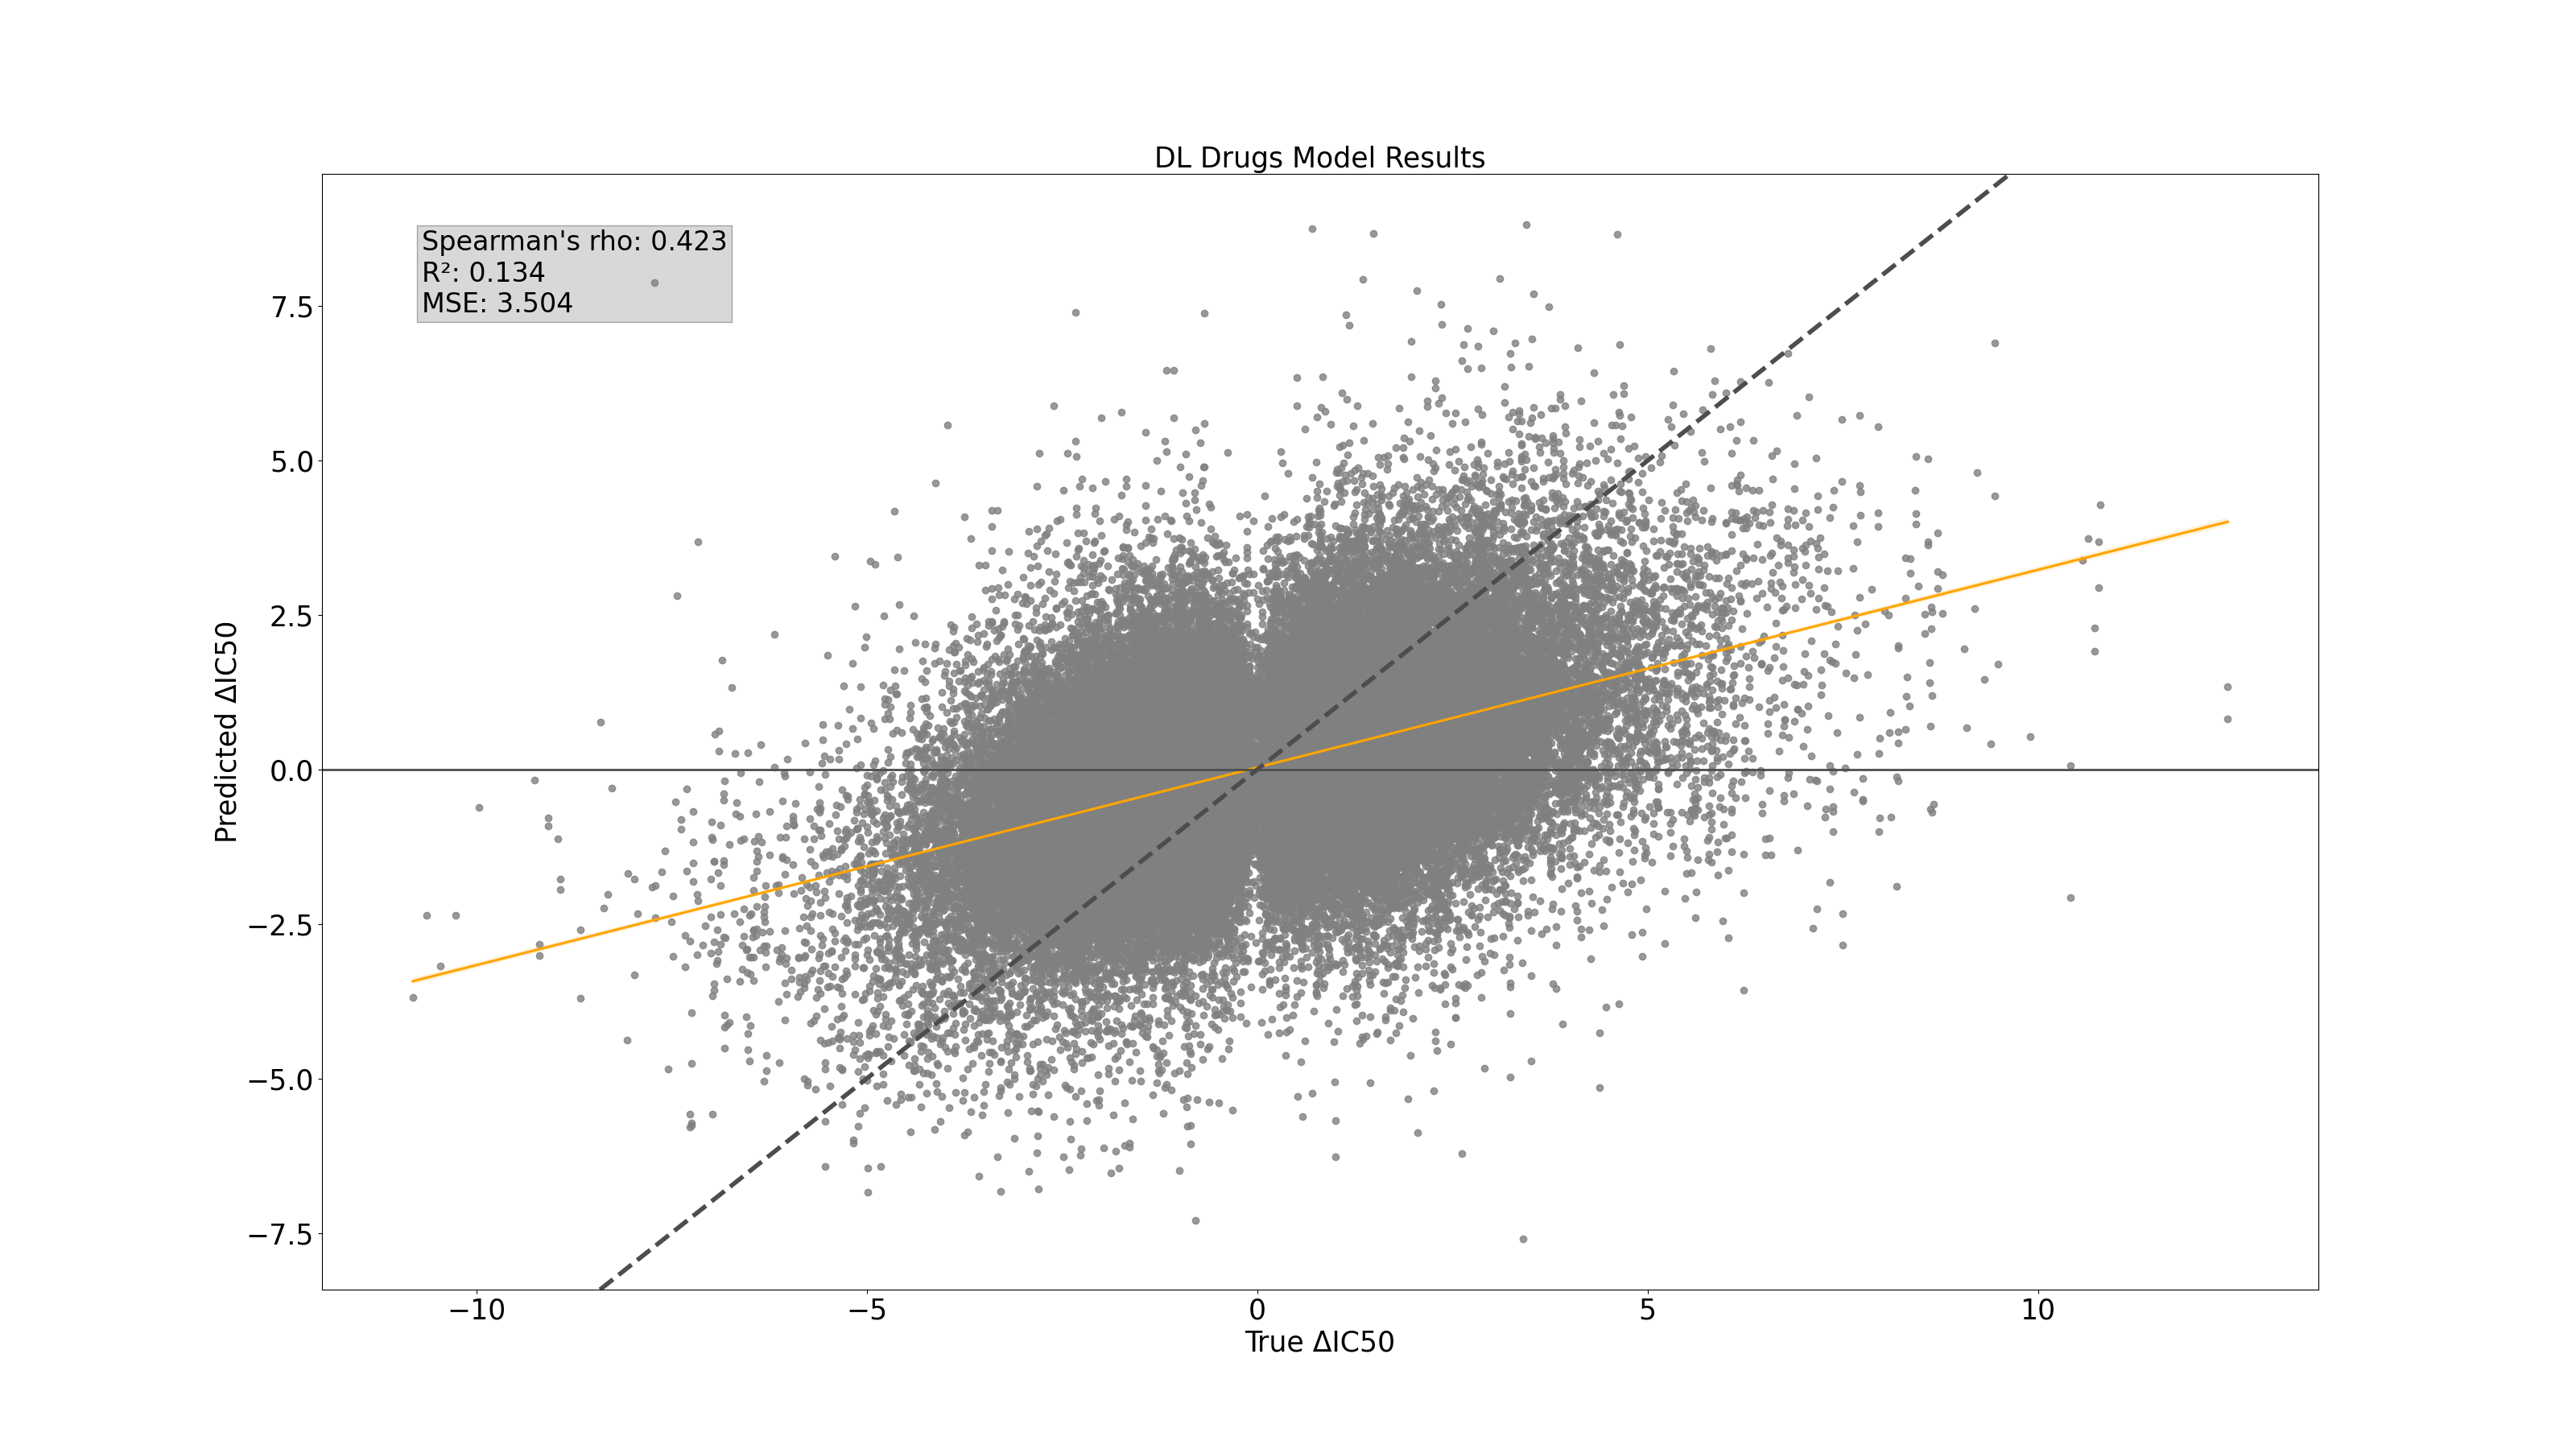 DL Drugs Model Results
Spearman's rho: 0.423
R²: 0.134
MSE: 3.504
7.5
5.0
2.5
0.0
−2.5
−5.0
−7.5
Predicted ΔIC50
−10
−5
0
5
10
True ΔIC50